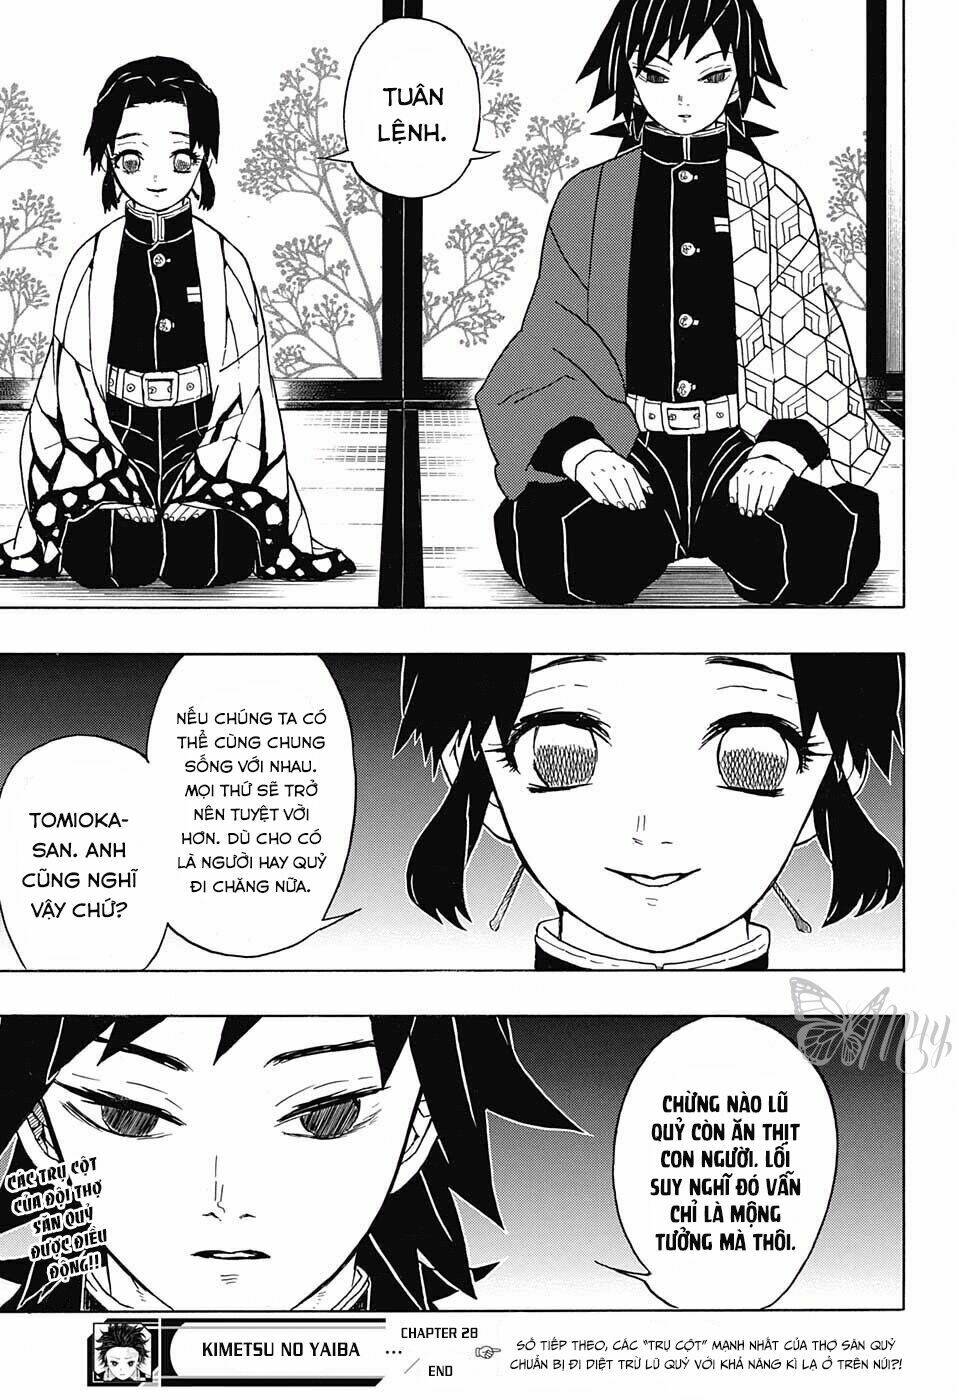 TUÂN
LỆNH.
NẾU CHÚNG TA CÓ
THỂ CÙNG CHUNG
SỐNG VỚI NHAU.
MỌI THỨ SẼ TRỞ
NÊN TUYỆT VỜI
HƠN. DÙ CHO CÓ
LÀ NGƯỜI HAY QUỶ
ĐI CHĂNG NỮA.
TOMIOKA-
SAN. ANH
CŨNG NGHĨ
VẬY CHỨ?
CHỪNG NÀO LŨ
QUỶ CÒN ĂN THỊT
CON NGƯỜI. LỐI
SUY NGHĨ ĐÓ VẪN
CHỈ LÀ MỘNG
TƯỞNG MÀ THÔI.
CÁC TRỤ CỘT
CỦA ĐỘI THỢ
SĂN QUỶ
ĐƯỢC ĐIỀU
ĐỘNG!!
KIMETSU NO YAIBA ...
CHAPTER 28
/ END
SỐ TIẾP THEO, CÁC "TRỤ CỘT" MẠNH NHẤT CỦA THỢ SĂN QUỶ
CHUẨN BỊ ĐI DIỆT TRỪ LŨ QUỶ VỚI KHẢ NĂNG KÌ LẠ Ở TRÊN NÚI?!